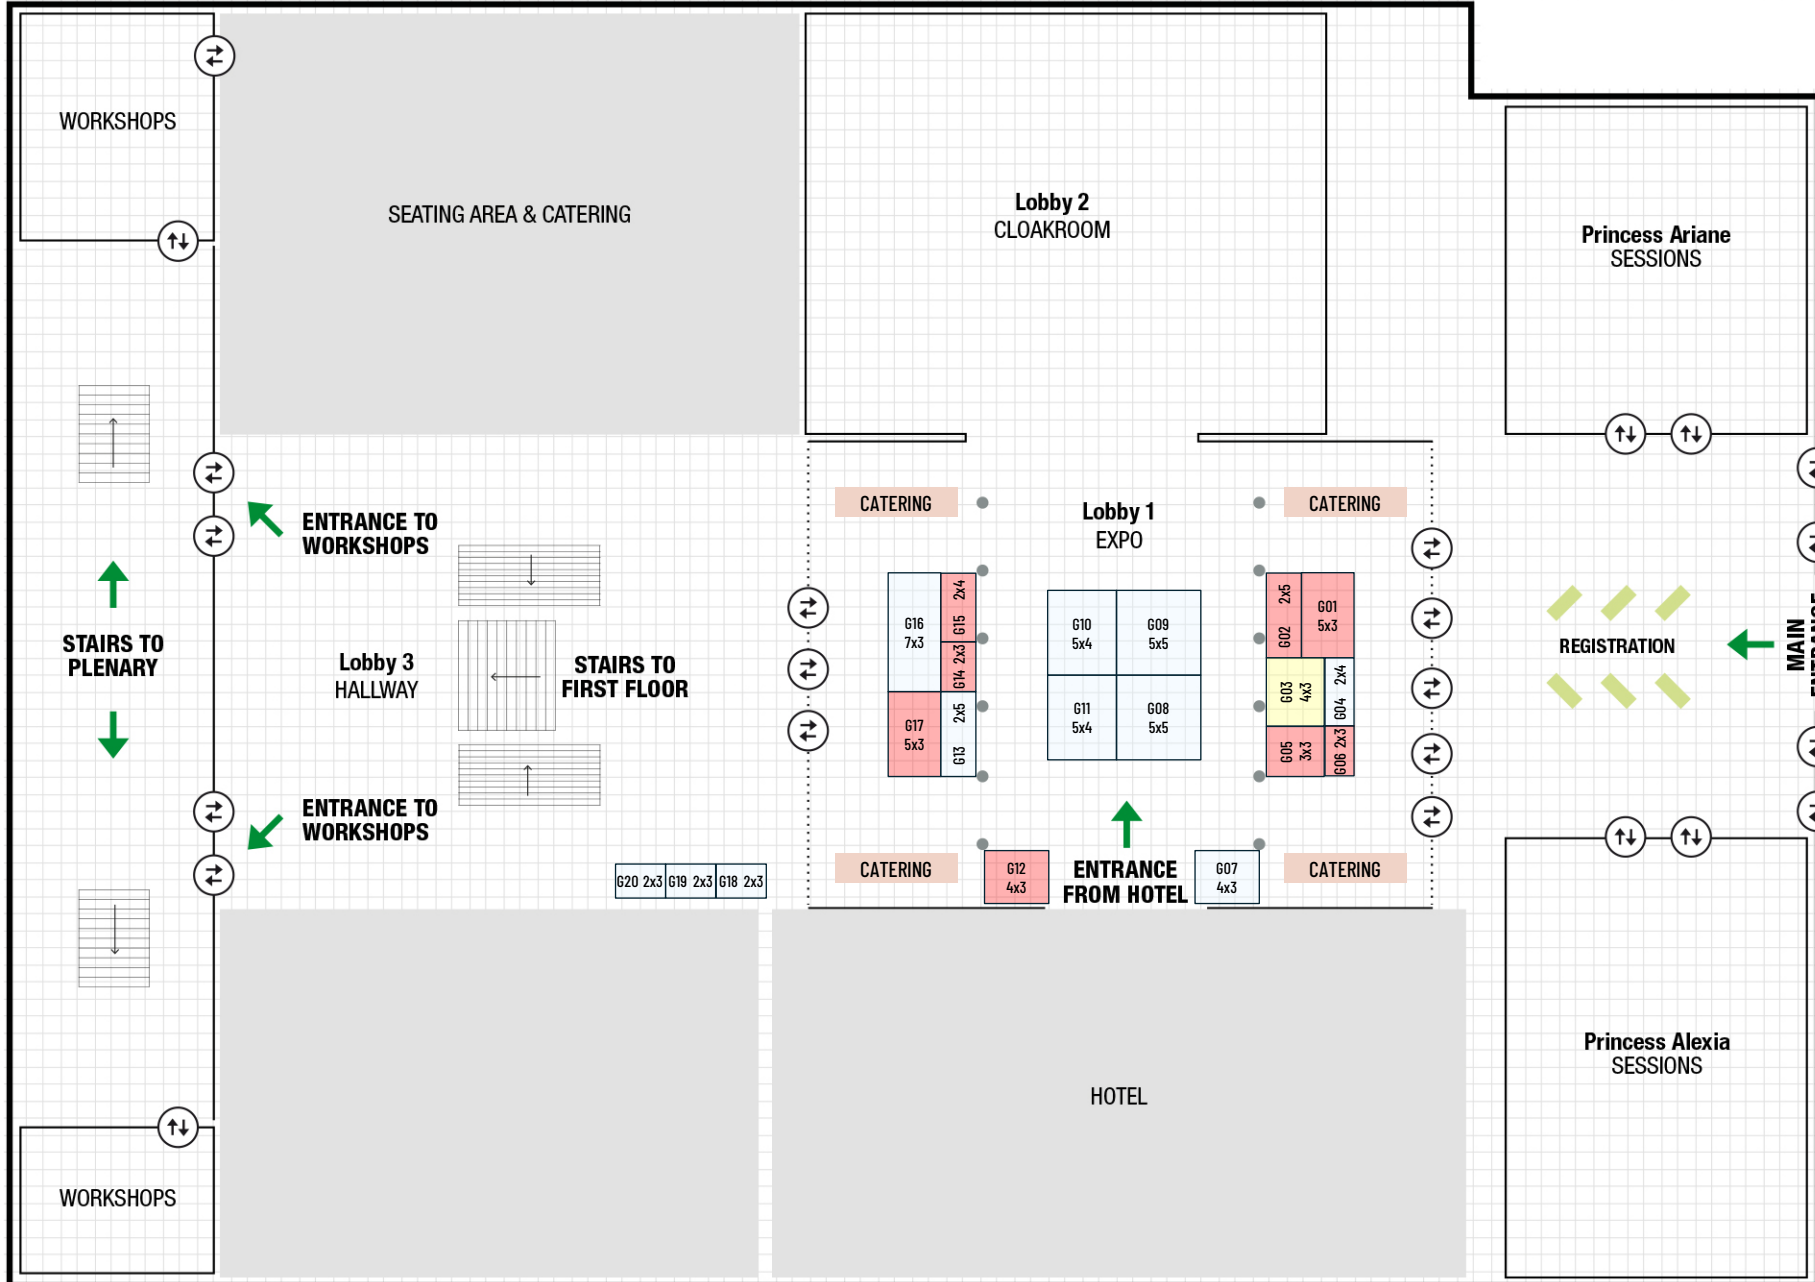 WORKSHOPS
SEATING AREA & CATERING
Lobby 2
CLOAKROOM
Princess Ariane
SESSIONS
ENTRANCE TO
WORKSHOPS
STAIRS TO
PLENARY
Lobby 3
HALLWAY
STAIRS TO
FIRST FLOOR
ENTRANCE TO
WORKSHOPS
G20 2x3
G19 2x3
G18 2x3
CATERING
Lobby 1
EXPO
CATERING
G16
7x3
G15 2x4
G14 2x3
G17
5x3
G13 2x5
G10
5x4
G09
5x5
G11
5x4
G08
5x5
G02 2x5
G01
5x3
G03
4x3
G04 2x4
G05
3x3
G06 2x3
CATERING
G12
4x3
ENTRANCE
FROM HOTEL
G07
4x3
CATERING
REGISTRATION
MAIN
HOTEL
Princess Alexia
SESSIONS
WORKSHOPS